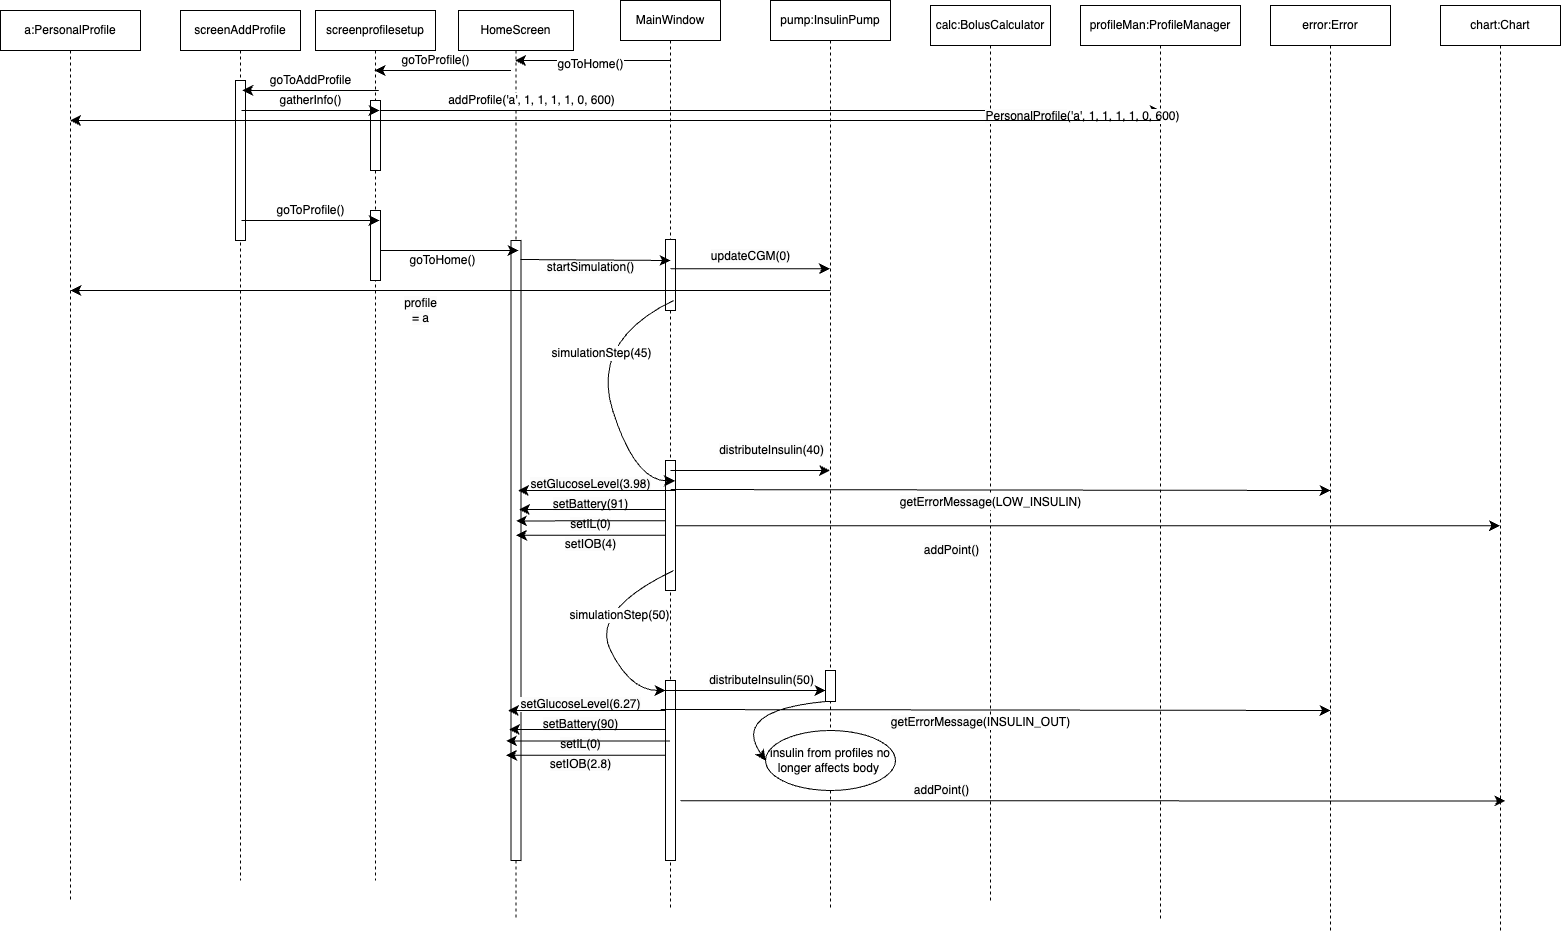 a:PersonalProfile
screenAddProfile
screenprofilesetup
HomeScreen
MainWindow
pump:InsulinPump
calc:BolusCalculator
profileMan:ProfileManager
error:Error
chart:Chart
goToProfile()
goToHome()
goToAddProfile
gatherInfo()
addProfile('a', 1, 1, 1, 1, 0, 600)
PersonalProfile('a', 1, 1, 1, 1, 0, 600)
goToProfile()
goToHome()
startSimulation()
updateCGM(0)
profile
= a
simulationStep(45)
distributeInsulin(40)
setGlucoseLevel(3.98)
getErrorMessage(LOW_INSULIN)
setBattery(91)
setIL(0)
setIOB(4)
addPoint()
simulationStep(50)
distributeInsulin(50)
setGlucoseLevel(6.27)
getErrorMessage(INSULIN_OUT)
setBattery(90)
setIL(0)
setIOB(2.8)
insulin from profiles no
longer affects body
addPoint()